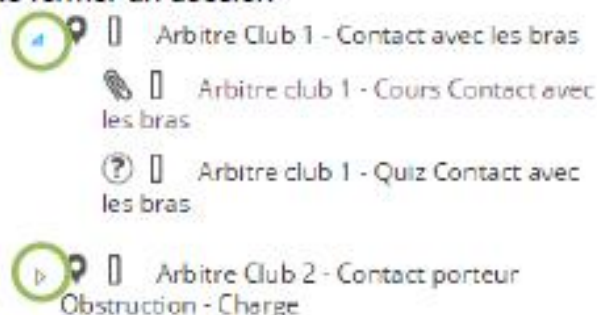 Arbitre Club 1 - Contact avec les bras
Arbitre club 1 - Cours Contact avec
les bras
Arbitre club 1 - Quiz Contact avec
les bras
Arbitre Club 2 - Contact porteur
Obstruction - Charge